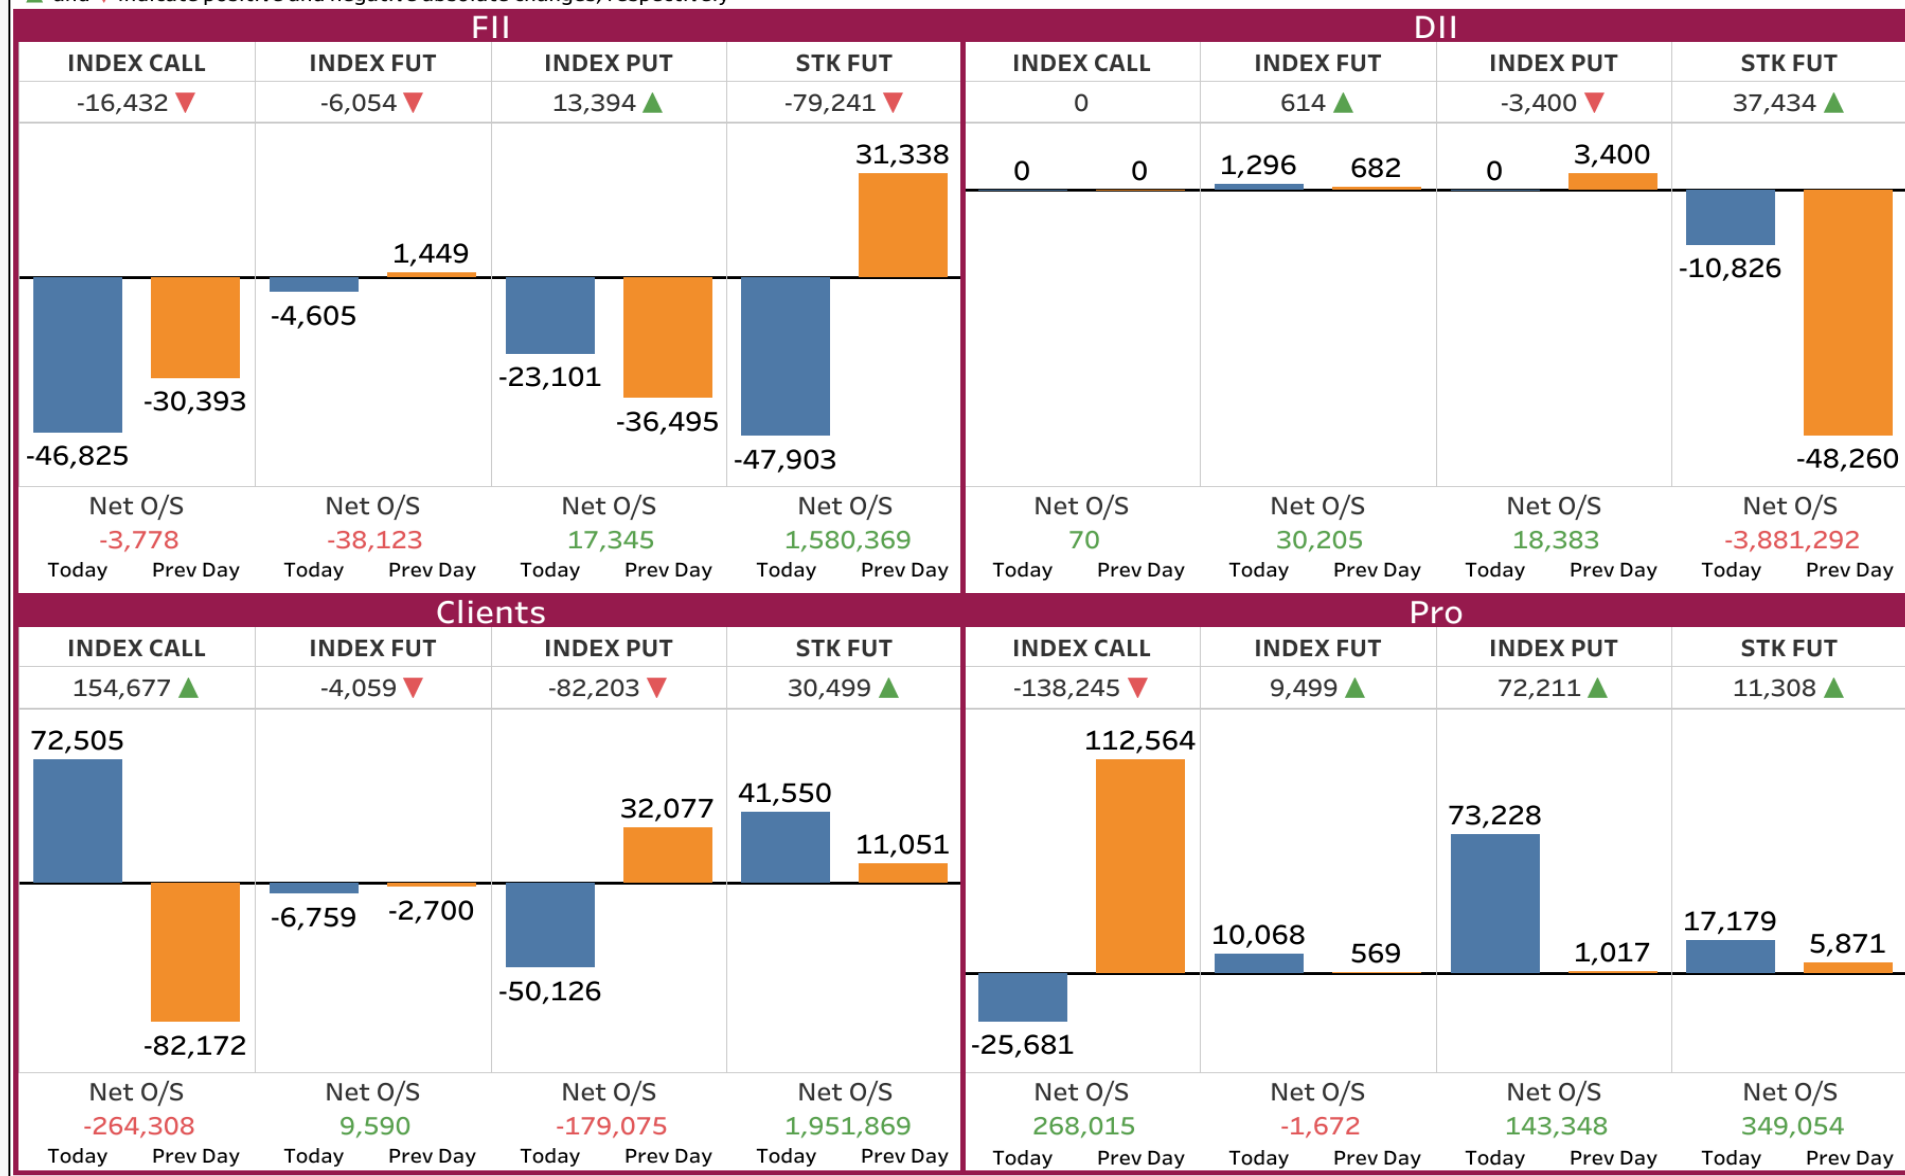 ▲ and ▼ indicate positive and negative absolute changes, respectively
FII
INDEX CALL INDEX FUT INDEX PUT STK FUT
-16,432 ▼ -6,054 ▼ 13,394 ▲ -79,241 ▼
31,338
1,449
-4,605
-23,101
-30,393
-36,495
-46,825
-47,903
Net O/S Net O/S Net O/S Net O/S
-3,778 -38,123 17,345 1,580,369
Today Prev Day Today Prev Day Today Prev Day Today Prev Day
DII
INDEX CALL INDEX FUT INDEX PUT STK FUT
0 614 ▲ -3,400 ▼ 37,434 ▲
0 0 1,296 682 0 3,400
-10,826
-48,260
Net O/S Net O/S Net O/S Net O/S
70 30,205 18,383 -3,881,292
Today Prev Day Today Prev Day Today Prev Day Today Prev Day
Clients
INDEX CALL INDEX FUT INDEX PUT STK FUT
154,677 ▲ -4,059 ▼ -82,203 ▼ 30,499 ▲
72,505
41,550
32,077
11,051
-6,759 -2,700
-50,126
-82,172
Net O/S Net O/S Net O/S Net O/S
-264,308 9,590 -179,075 1,951,869
Today Prev Day Today Prev Day Today Prev Day Today Prev Day
Pro
INDEX CALL INDEX FUT INDEX PUT STK FUT
-138,245 ▼ 9,499 ▲ 72,211 ▲ 11,308 ▲
112,564
73,228
17,179
10,068 569 1,017 5,871
-25,681
Net O/S Net O/S Net O/S Net O/S
268,015 -1,672 143,348 349,054
Today Prev Day Today Prev Day Today Prev Day Today Prev Day